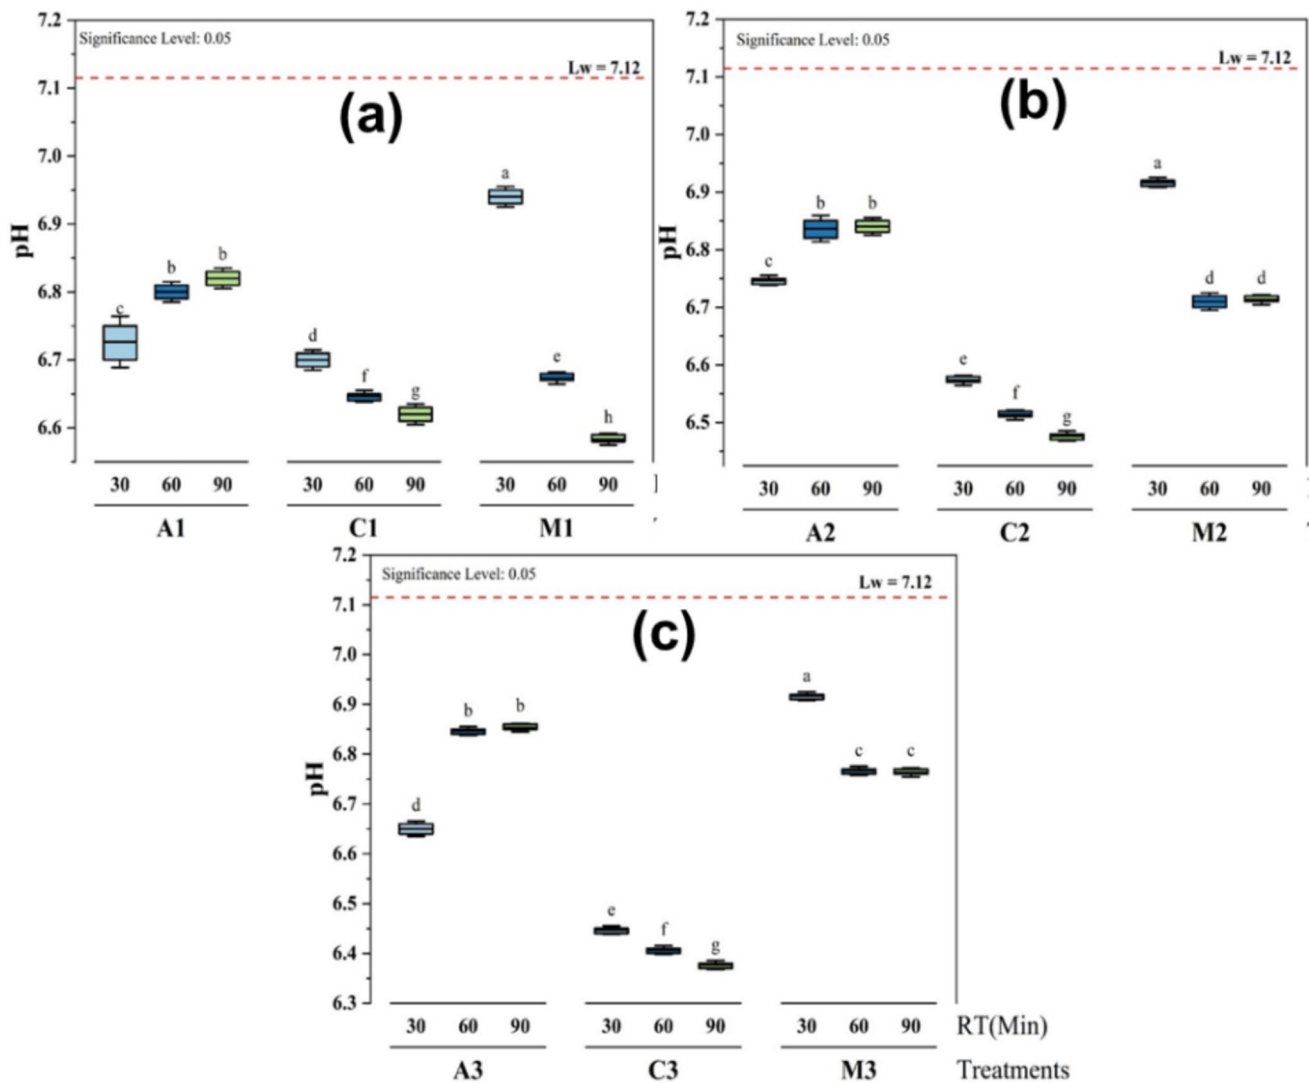 7.2
Significance Level: 0.05
Lw = 7.12
7.1
(a)
7.0
a
6.9
pH
b
b
6.8
c
d
6.7
e
f
g
h
6.6
30 60 90 30 60 90 30 60 90
A1 C1 M1
7.2
Significance Level: 0.05
Lw = 7.12
7.1
(b)
7.0
a
6.9
b b
pH
6.8
c
d d
6.7
e
6.6
f
g
6.5
30 60 90 30 60 90 30 60 90
A2 C2 M2
7.2
Significance Level: 0.05
Lw = 7.12
7.1
(c)
7.0
a
6.9
b b
c c
6.8
pH
d
6.7
6.6
6.5
e
f
g
6.4
6.3
30 60 90 30 60 90 30 60 90 RT(Min)
A3 C3 M3 Treatments